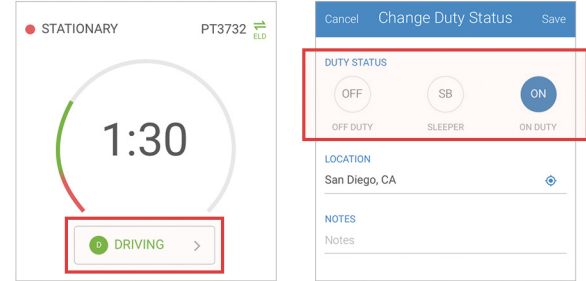 STATIONARY PT3732
ELD
1:30
D DRIVING
Cancel Change Duty Status Save
DUTY STATUS
OFF SB ON
OFF DUTY SLEEPER ON DUTY
LOCATION
San Diego, CA
NOTES
Notes